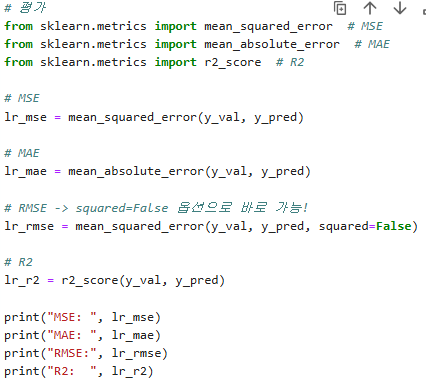 # 평가
from sklearn.metrics import mean_squared_error  # MSE
from sklearn.metrics import mean_absolute_error  # MAE
from sklearn.metrics import r2_score  # R2
# MSE
lr_mse = mean_squared_error(y_val, y_pred)
# MAE
lr_mae = mean_absolute_error(y_val, y_pred)
# RMSE -> squared=False 옵션으로 바로 가능!
lr_rmse = mean_squared_error(y_val, y_pred, squared=False)
# R2
lr_r2 = r2_score(y_val, y_pred)
print("MSE: ", lr_mse)
print("MAE: ", lr_mae)
print("RMSE:", lr_rmse)
print("R2:  ", lr_r2)